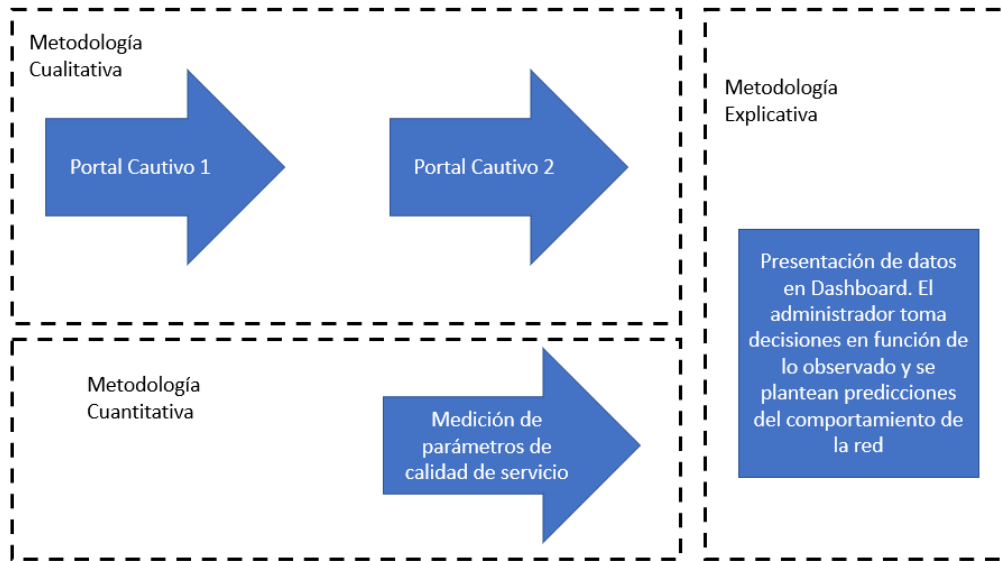 Metodología
Cualitativa
Portal Cautivo 1
Portal Cautivo 2
Metodología
Cuantitativa
Medición de
parámetros de
calidad de servicio
Metodología
Explicativa
Presentación de datos
en Dashboard. El
administrador toma
decisiones en función de
lo observado y se
plantean predicciones
del comportamiento de
la red